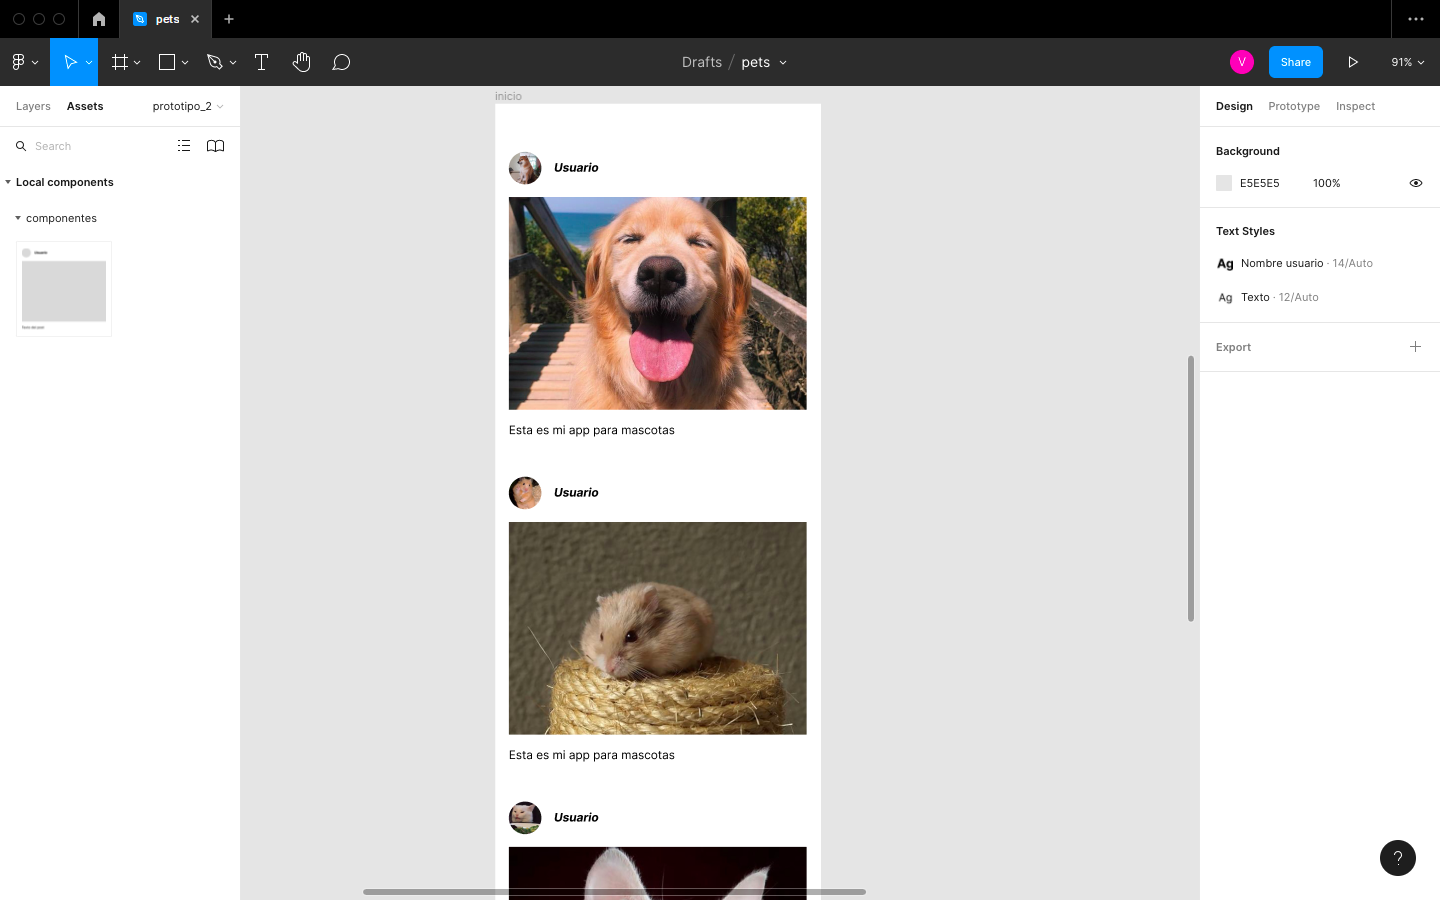 pets
Drafts / pets
V
Share
91%
Layers
Assets
prototipo_2
Search
Local components
componentes
Usuario
inicio
Usuario
Esta es mi app para mascotas
Usuario
Esta es mi app para mascotas
Usuario
Design
Prototype
Inspect
Background
E5E5E5
100%
Text Styles
Ag Nombre usuario · 14/Auto
Ag Texto · 12/Auto
Export
?